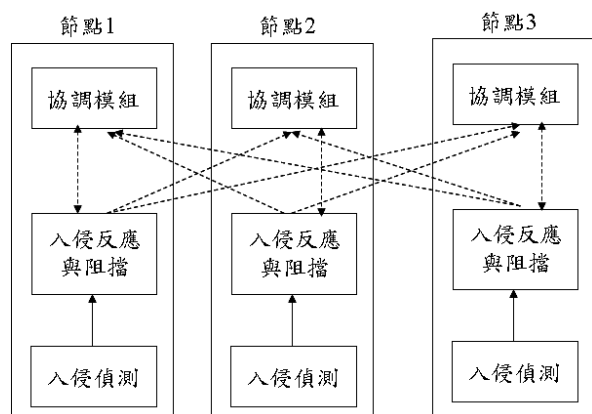 節點1
節點2
節點3
協調模組
協調模組
協調模組
入侵反應
與阻擋
入侵反應
與阻擋
入侵反應
與阻擋
入侵偵測
入侵偵測
入侵偵測